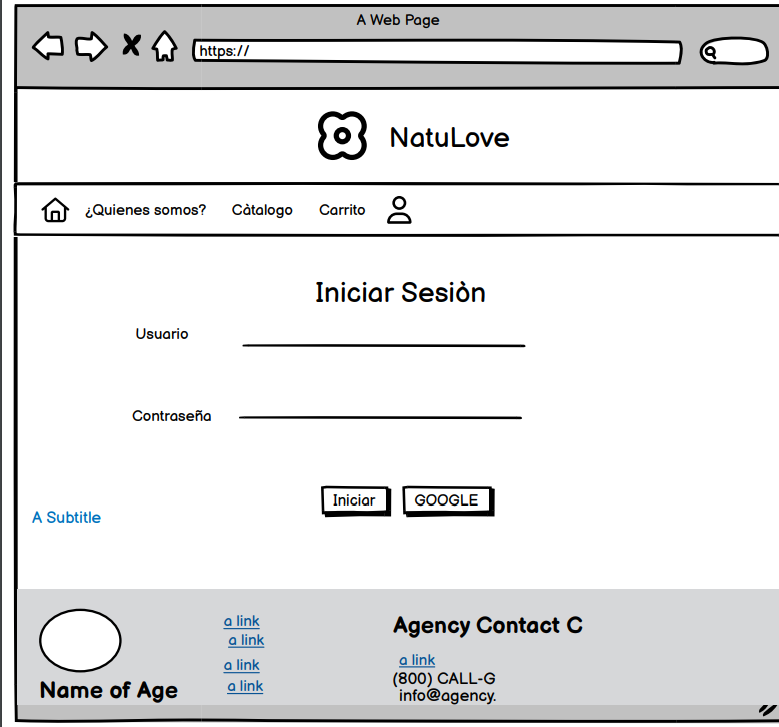 A Web Page
https://
NatuLove
¿Quienes somos? Càtalogo Carrito
Iniciar Sesiòn
Usuario
Contraseña
Iniciar GOOGLE
A Subtitle
a link
a link
a link
a link
Name of Age
Agency Contact C
a link
(800) CALL-G
info@agency.